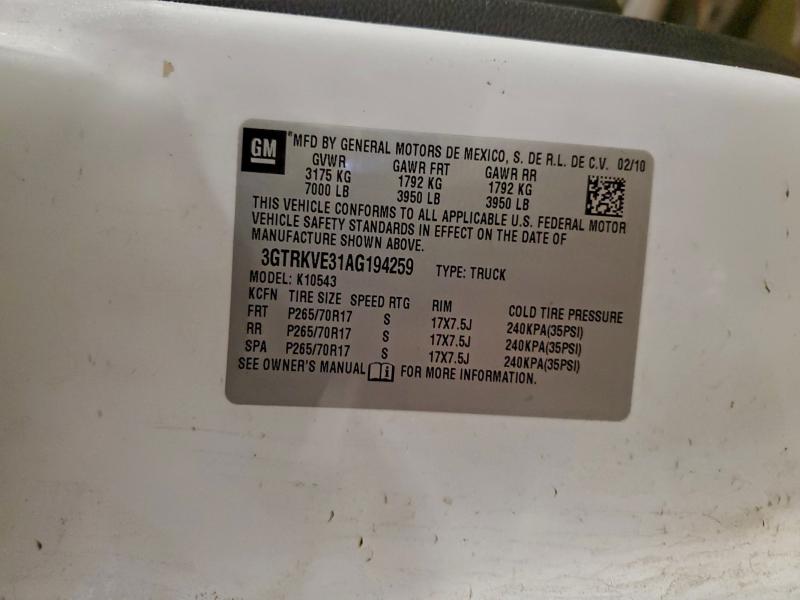 GM *MFD BY GENERAL MOTORS DE MEXICO, S. DE R.L. DE C.V. 02/10
GVWR GAWR FRT GAWR RR
3175 KG 1792 KG 1792 KG
7000 LB 3950 LB 3950 LB
THIS VEHICLE CONFORMS TO ALL APPLICABLE U.S. FEDERAL MOTOR
VEHICLE SAFETY STANDARDS IN EFFECT ON THE DATE OF
MANUFACTURE SHOWN ABOVE.
3GTRKVE31AG194259 TYPE: TRUCK
MODEL: K10543
KCFN TIRE SIZE SPEED RTG RIM COLD TIRE PRESSURE
FRT P265/70R17 S 17X7.5J 240KPA(35PSI)
RR P265/70R17 S 17X7.5J 240KPA(35PSI)
SPA P265/70R17 S 17X7.5J 240KPA(35PSI)
SEE OWNER'S MANUAL FOR MORE INFORMATION.